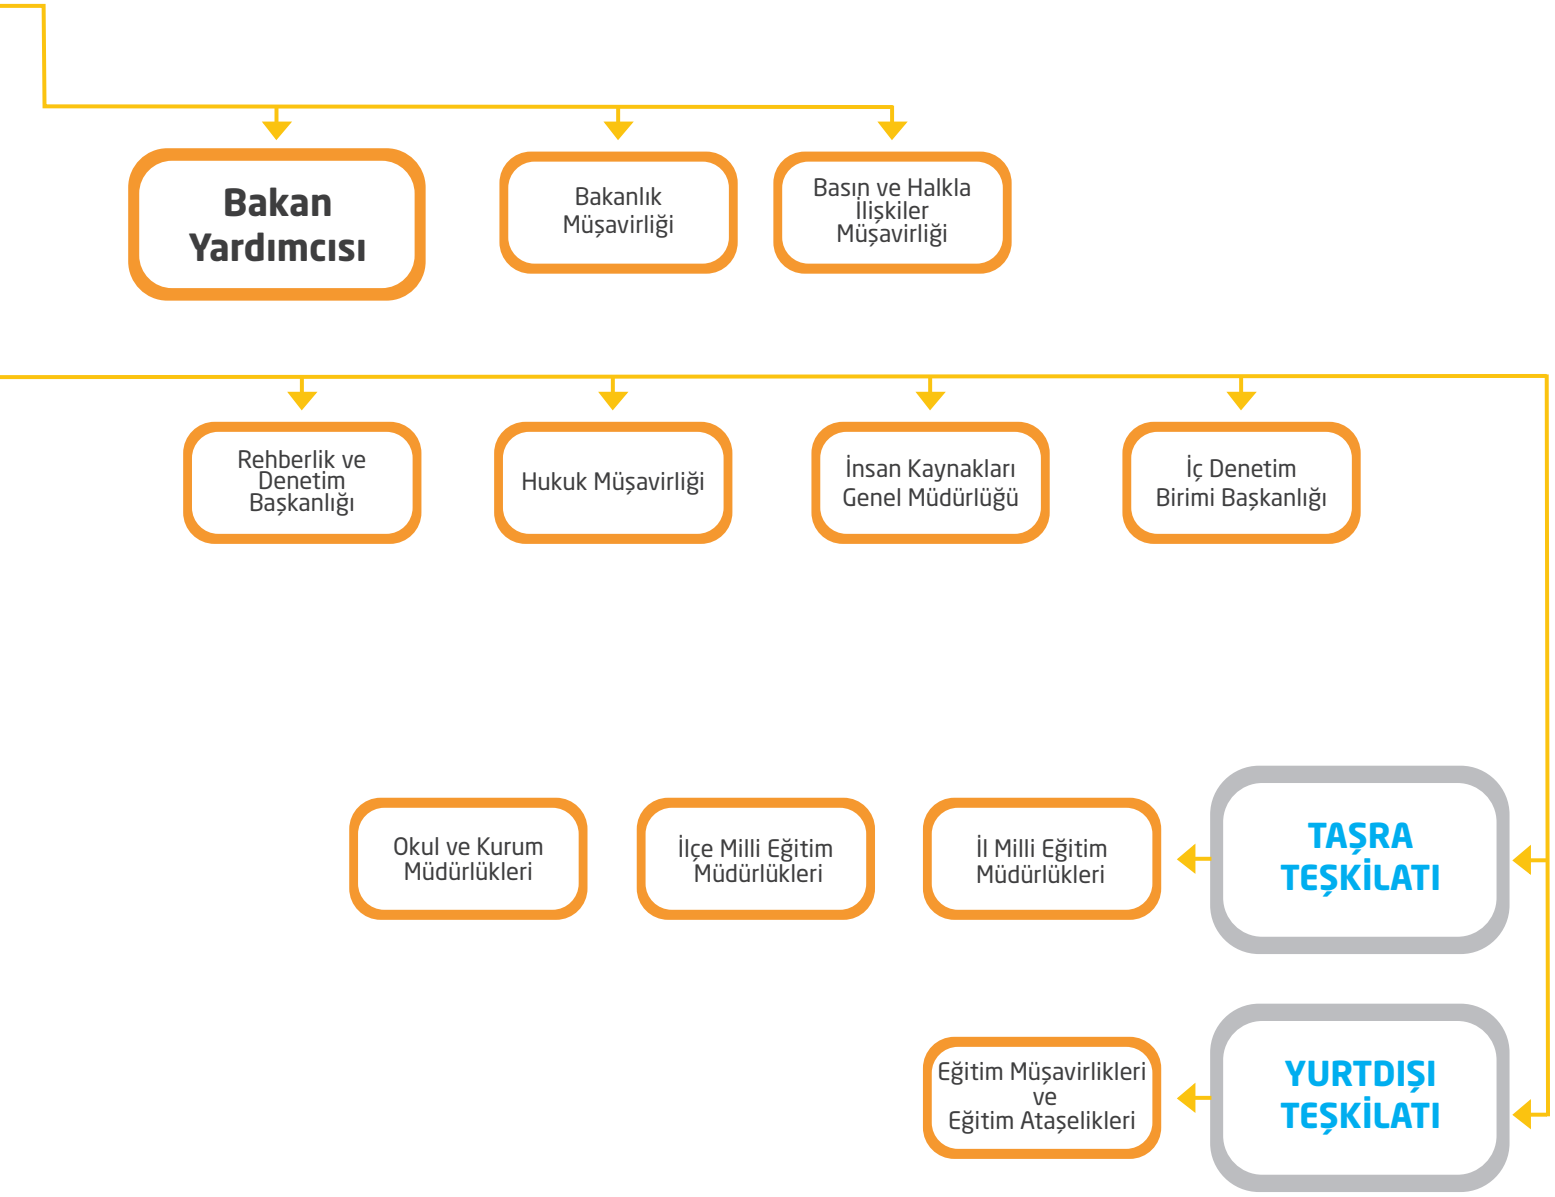 Bakan
Yardımcısı
Bakanlık
Müşavirliği
Basın ve Halkla
İlişkiler
Müşavirliği
Rehberlik ve
Denetim
Başkanlığı
Hukuk Müşavirliği
İnsan Kaynakları
Genel Müdürlüğü
İç Denetim
Birimi Başkanlığı
Okul ve Kurum
Müdürlükleri
İlçe Milli Eğitim
Müdürlükleri
İl Milli Eğitim
Müdürlükleri
TAŞRA
TEŞKİLATI
Eğitim Müşavirlikleri
ve
Eğitim Ataşelikleri
YURTDIŞI
TEŞKİLATI